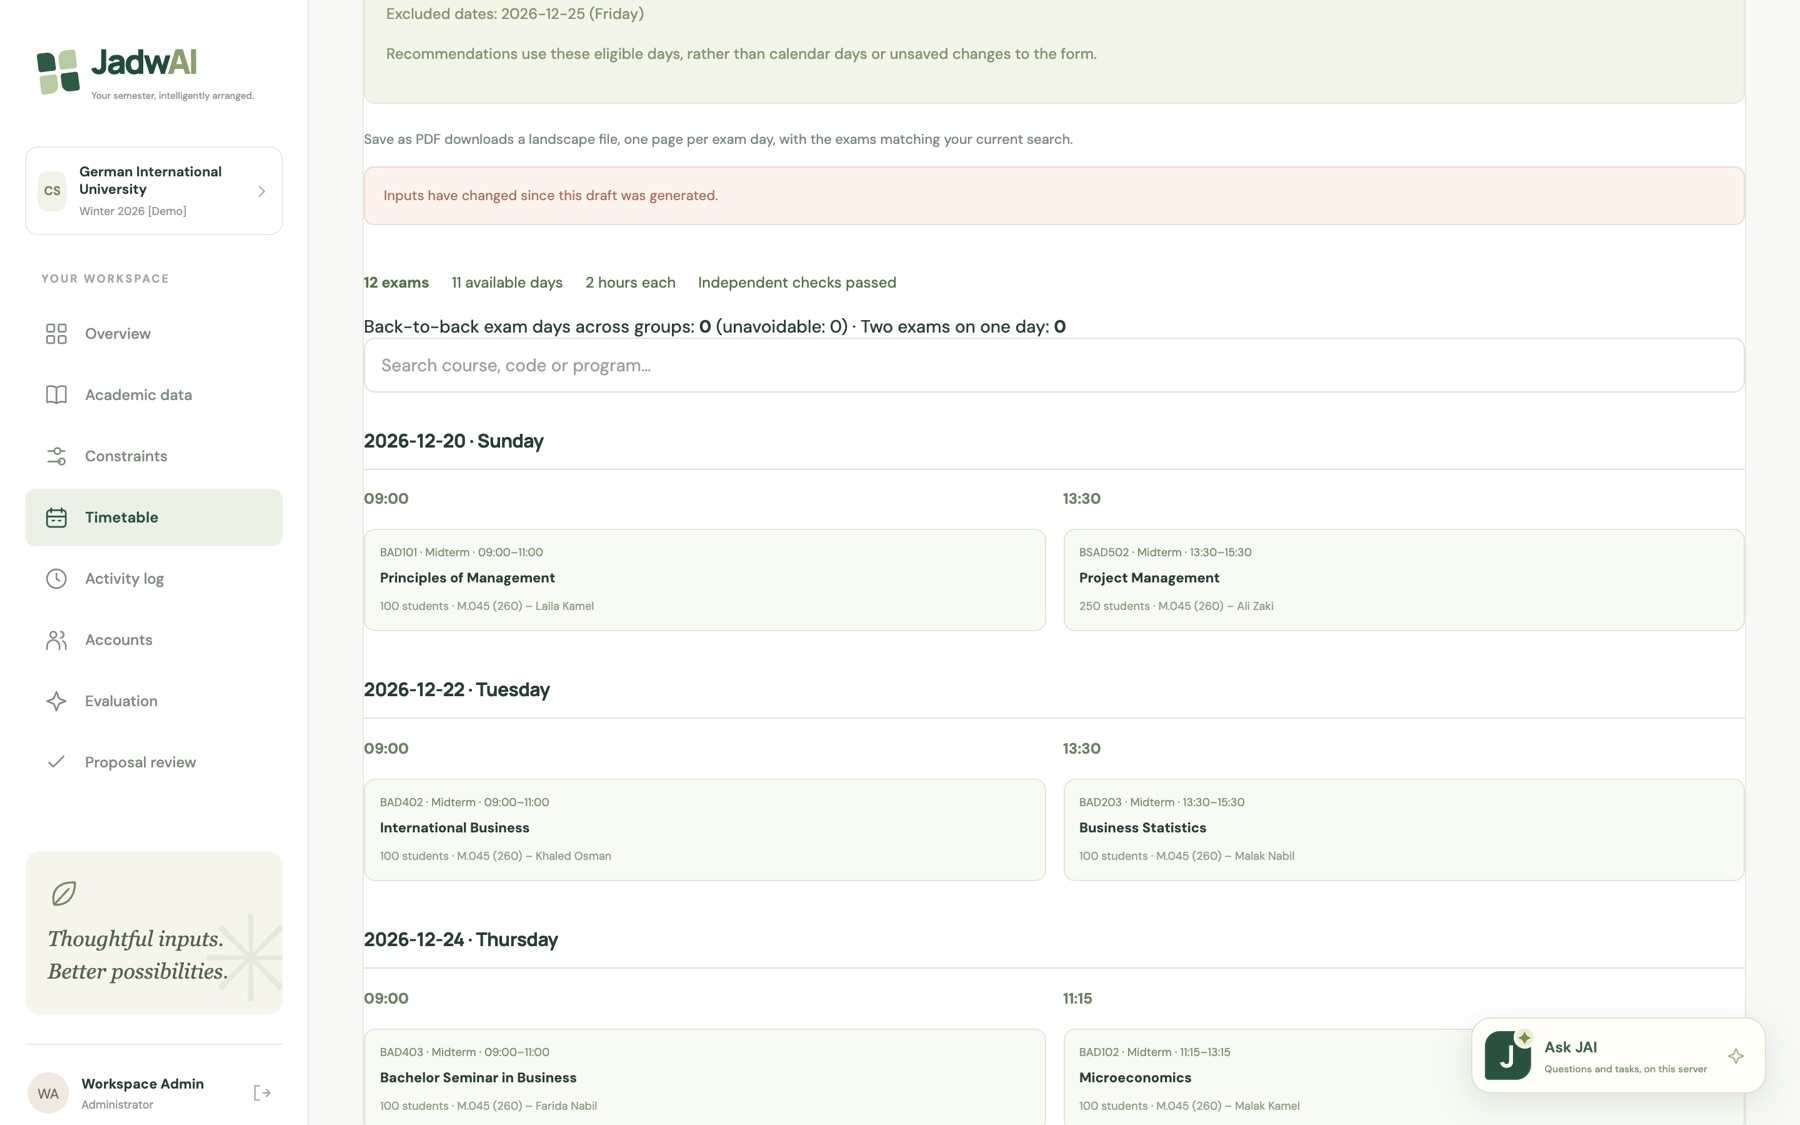 JadwAI
Your semester, intelligently arranged.
CS
German International
University
Winter 2026 [Demo]
YOUR WORKSPACE
Overview
Academic data
Constraints
Timetable
Activity log
Accounts
Evaluation
Proposal review
Thoughtful inputs.
Better possibilities.
WA
Workspace Admin
Administrator
Excluded dates: 2026-12-25 (Friday)
Recommendations use these eligible days, rather than calendar days or unsaved changes to the form.
Save as PDF downloads a landscape file, one page per exam day, with the exams matching your current search.
Inputs have changed since this draft was generated.
12 exams 11 available days 2 hours each Independent checks passed
Back-to-back exam days across groups: 0 (unavoidable: 0) · Two exams on one day: 0
Search course, code or program...
2026-12-20 · Sunday
09:00
BAD101 · Midterm · 09:00–11:00
Principles of Management
100 students · M.045 (260) – Laila Kamel
13:30
BSAD502 · Midterm · 13:30–15:30
Project Management
250 students · M.045 (260) – Ali Zaki
2026-12-22 · Tuesday
09:00
BAD402 · Midterm · 09:00–11:00
International Business
100 students · M.045 (260) – Khaled Osman
13:30
BAD203 · Midterm · 13:30–15:30
Business Statistics
100 students · M.045 (260) – Malak Nabil
2026-12-24 · Thursday
09:00
BAD403 · Midterm · 09:00–11:00
Bachelor Seminar in Business
100 students · M.045 (260) – Farida Nabil
11:15
BAD102 · Midterm · 11:15–13:15
Microeconomics
100 students · M.045 (260) – Malak Kamel
J
Ask JAI
Questions and tasks, on this server